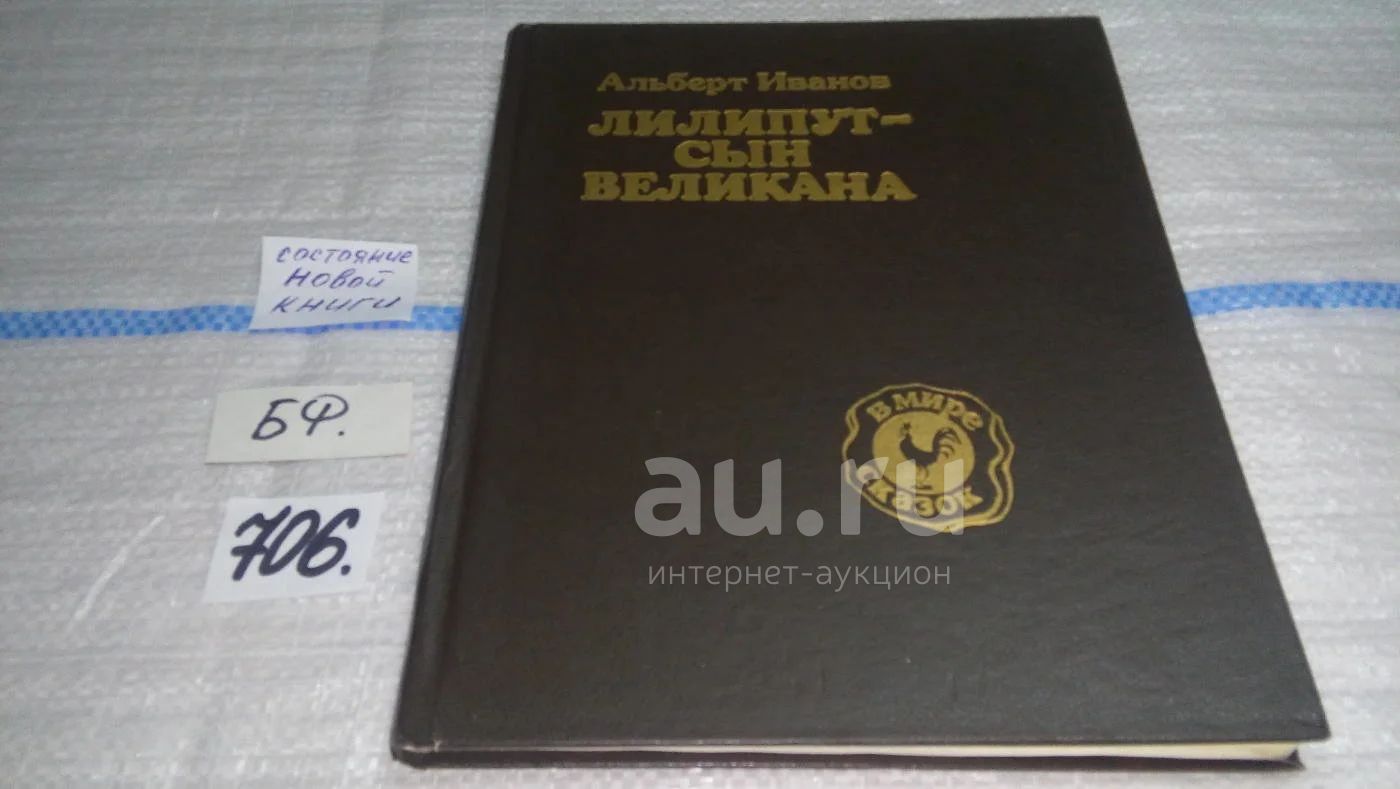 Альберт Иванов
ЛИЛИПУТ-
СЫН
ВЕЛИКАНА
состояние
новой
книги
БФ.
706.
в мире
сказок
au.ru
интернет-аукцион